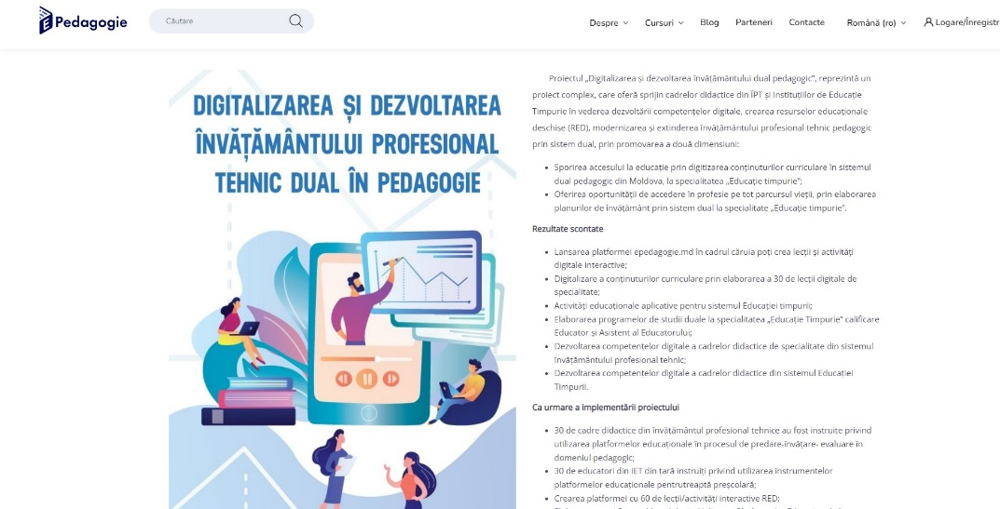 Pedagogie
Căutare
Despre
Cursuri
Blog
Parteneri
Contacte
Română (ro)
Logare/Înregistr
DIGITALIZAREA ȘI DEZVOLTAREA
ÎNVĂȚĂMÂNTULUI PROFESIONAL
TEHNIC DUAL ÎN PEDAGOGIE
Proiectul „Digitalizarea și dezvoltarea învățământului dual pedagogic”, reprezintă un
proiect complex, care oferă sprijin cadrelor didactice din ÎPT și Instituțiilor de Educație
Timpurie în vederea dezvoltării competențelor digitale, crearea resurselor educaționale
deschise (RED), modernizarea și extinderea învățământului profesional tehnic pedagogic
prin sistem dual, prin promovarea a două dimensiuni:
• Sporirea accesului la educație prin digitizarea conținuturilor curriculare în sistemul
dual pedagogic din Moldova, la specialitatea „Educație timpurie”;
• Oferirea oportunității de accedere în profesie pe tot parcursul vieții, prin elaborarea
planurilor de învățământ prin sistem dual la specialitate „Educație timpurie”.
Rezultate scontate
• Lansarea platformei epedagogie.md în cadrul căruia poți crea lecții și activități
digitale interactive;
• Digitalizare a conținuturilor curriculare prin elaborarea a 30 de lecții digitale de
specialitate;
• Activități educaționale aplicative pentru sistemul Educației timpurii;
• Elaborarea programelor de studii duale la specialitatea „Educație Timpurie” calificare
Educator și Asistent al Educatorului;
• Dezvoltarea competențelor digitale a cadrelor didactice de specialitate din sistemul
învățământului profesional tehnic;
• Dezvoltarea competențelor digitale a cadrelor didactice din sistemul Educației
Timpurii.
Ca urmare a implementării proiectului
• 30 de cadre didactice din învățământul profesional tehnice au fost instruite privind
utilizarea platformelor educaționale în procesul de predare-învățare- evaluare în
domeniul pedagogic;
• 30 de educatori din IET din țară instruiți privind utilizarea instrumentelor
platformelor educaționale pentrutreaptă preșcolară;
• Crearea platformei cu 60 de lecții/activități interactive RED;